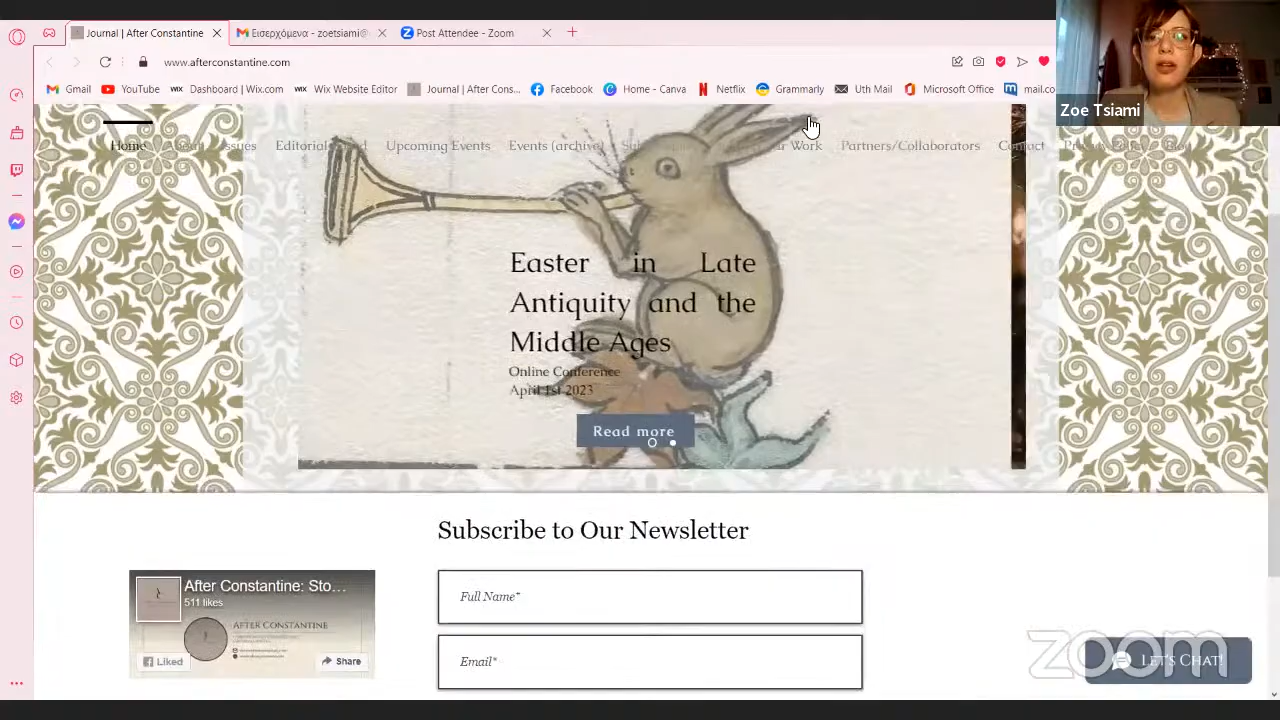 Journal | After Constantine
Εισερχόμενα - zoetsiami@
Post Attendee - Zoom
www.afterconstantine.com
Gmail
YouTube
Dashboard | Wix.com
Wix Website Editor
Journal | After Cons...
Facebook
Home - Canva
Netflix
Grammarly
Uth Mail
Microsoft Office
mail.co
Zoe Tsiami
Home
Issues
Editorial
Upcoming Events
Events (archive)
Work
Partners/Collaborators
Contact
Easter in Late
Antiquity and the
Middle Ages
Online Conference
April 1st 2023
Read more
Subscribe to Our Newsletter
After Constantine: Sto...
511 likes
AFTER CONSTANTINE
Liked
Share
Full Name*
Email*
zoom
LET'S CHAT!